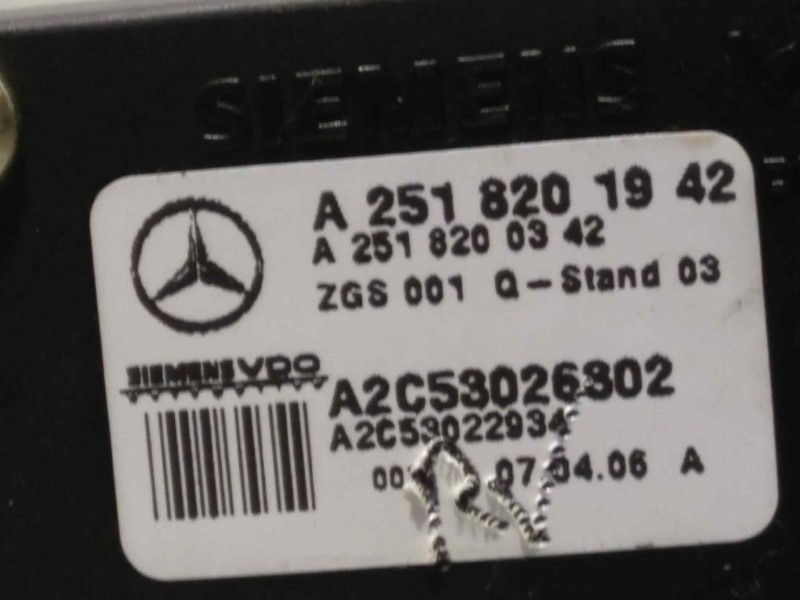 SIEMENS
A 251 820 19 42
A 251 820 03 42
ZGS 001 Q-Stand 03
SIEMENS VDO
A2C53026302
A2C53022934
07.04.06 A